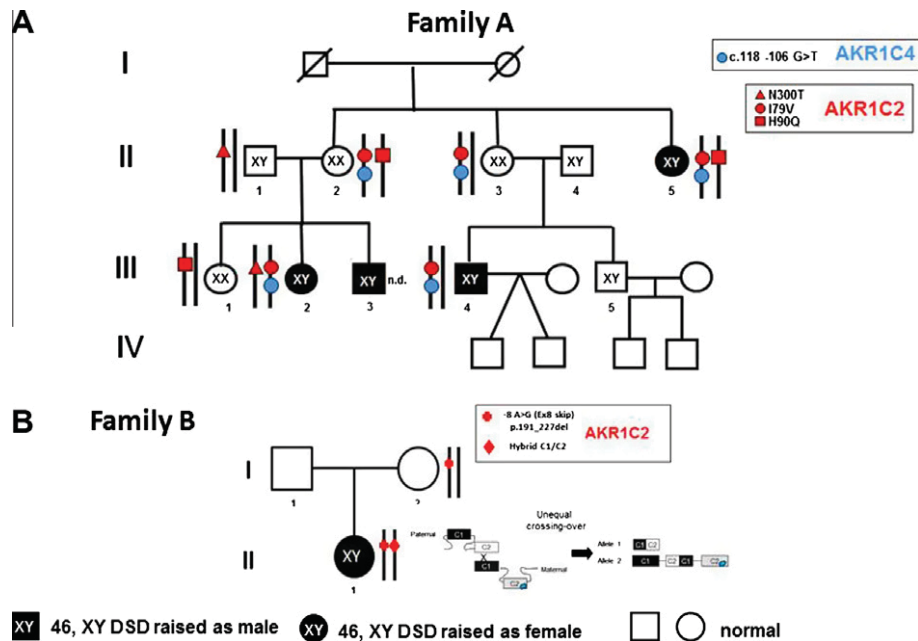 A
Family A
I
c.118 -106 G>T AKR1C4
N300T
I79V
H90Q
AKR1C2
II
XY
XX
XX
XY
XY
1
2
3
4
5
III
XX
XY
XY
n.d.
XY
XY
1
2
3
4
5
IV
B
Family B
-8 A>G (Ex8 skip)
p.191_227del
Hybrid C1/C2
AKR1C2
I
1
II
XY
1
Paternal
C1
C2
X
C1
C2
Maternal
Unequal
crossing-over
Allele 1
C1 C2
Allele 2
C1 C2 C1 C2
XY 46, XY DSD raised as male
XY 46, XY DSD raised as female
normal